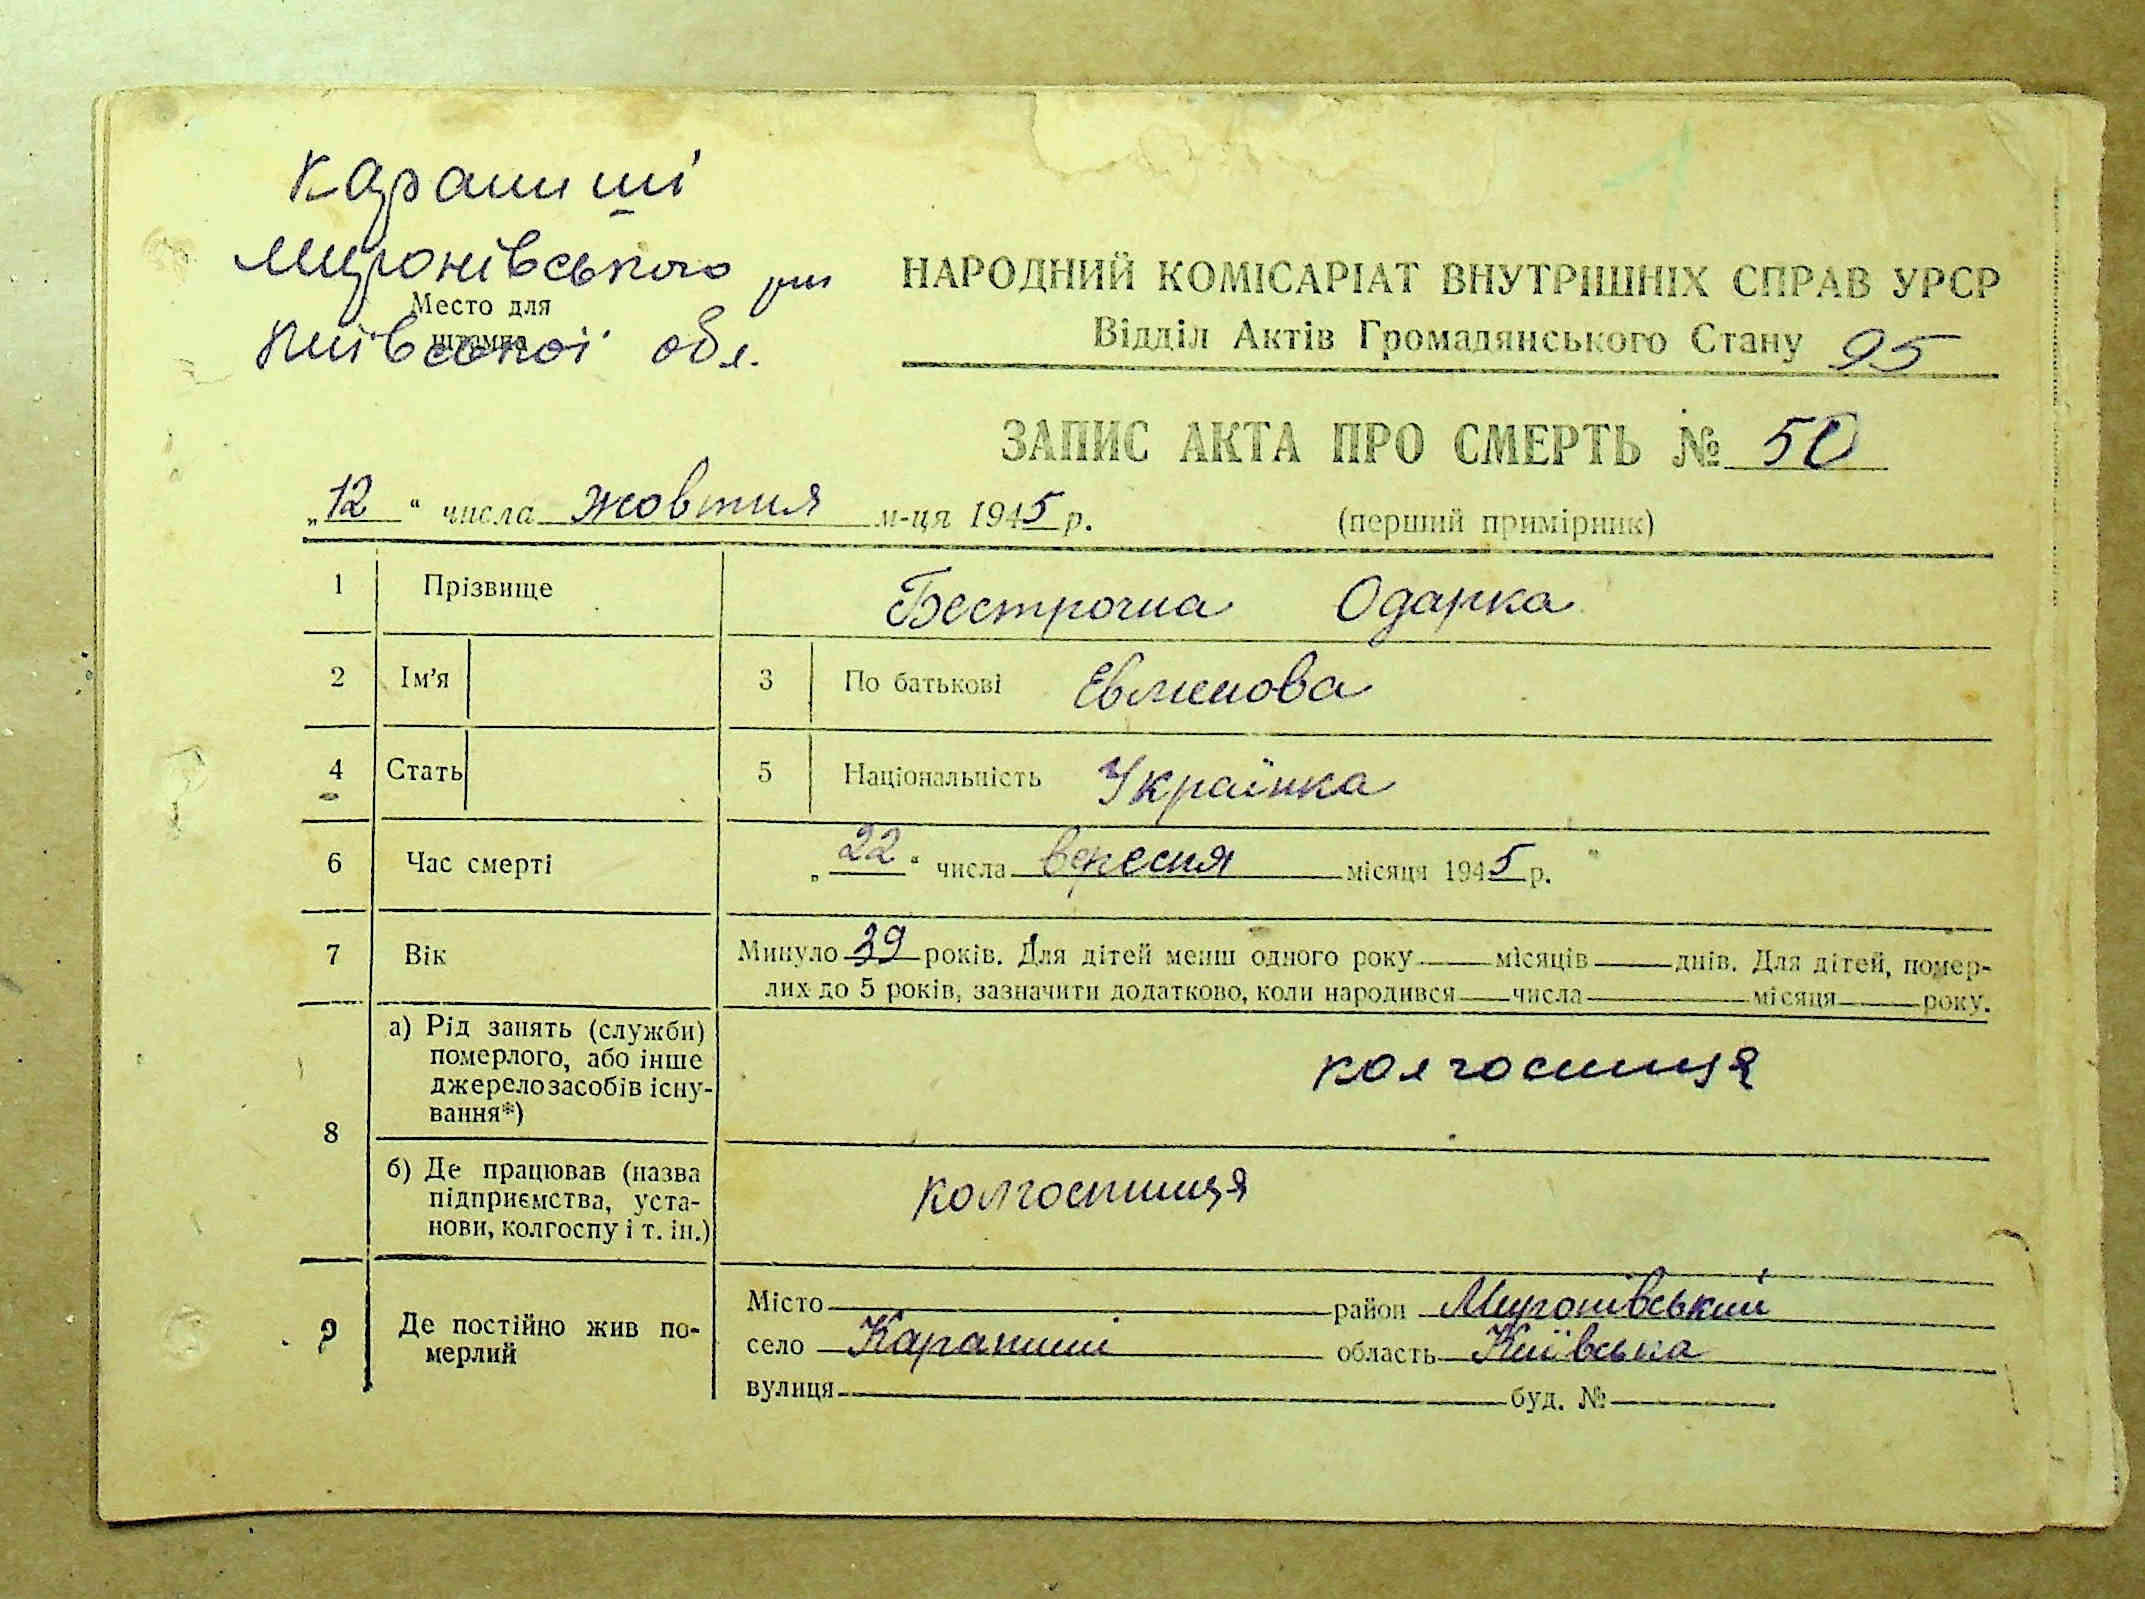 Карапиші
Миронівського р-ну
Место для
штампа
Київської обл.
НАРОДНИЙ КОМІСАРІАТ ВНУТРІШНІХ СПРАВ УРСР
Відділ Актів Громадянського Стану 95
ЗАПИС АКТА ПРО СМЕРТЬ № 50
„12“ числа жовтня м-ця 1945 р. (перший примірник)
1 Прізвище Бестрочна Одарка
2 Ім’я 3 По батькові Евменова
4 Стать 5 Національність Українка
6 Час смерті „22“ числа вересня місяця 1945 р.
7 Вік Минуло 39 років. Для дітей менш одного року місяців днів. Для дітей, помер-
лих до 5 років, зазначити додатково, коли народився числа місяця року.
8 а) Рід занять (служби)
померлого, або інше
джерело засобів існу-
вання*) колгоспниця
б) Де працював (назва
підприємства, уста-
нови, колгоспу і т. ін.) колгоспниця
9 Де постійно жив по-
мерлий
Місто район Миронівський
село Карапиші область Київська
вулиця буд. №